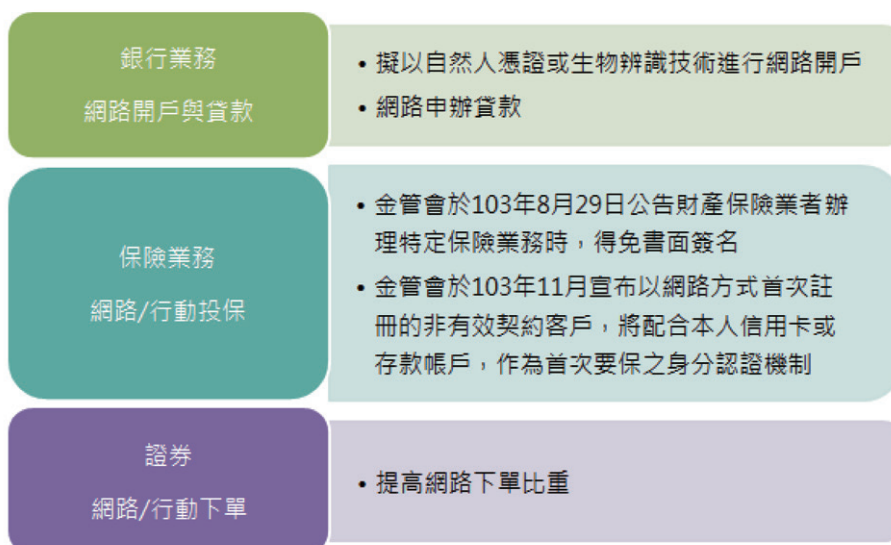 銀行業務
網路開戶與貸款
• 擬以自然人憑證或生物辨識技術進行網路開戶
• 網路申辦貸款
保險業務
網路/行動投保
• 金管會於103年8月29日公告財產保險業者辦
理特定保險業務時，得免書面簽名
• 金管會於103年11月宣布以網路方式首次註
冊的非有效契約客戶，將配合本人信用卡或
存款帳戶，作為首次要保之身分認證機制
證券
網路/行動下單
• 提高網路下單比重